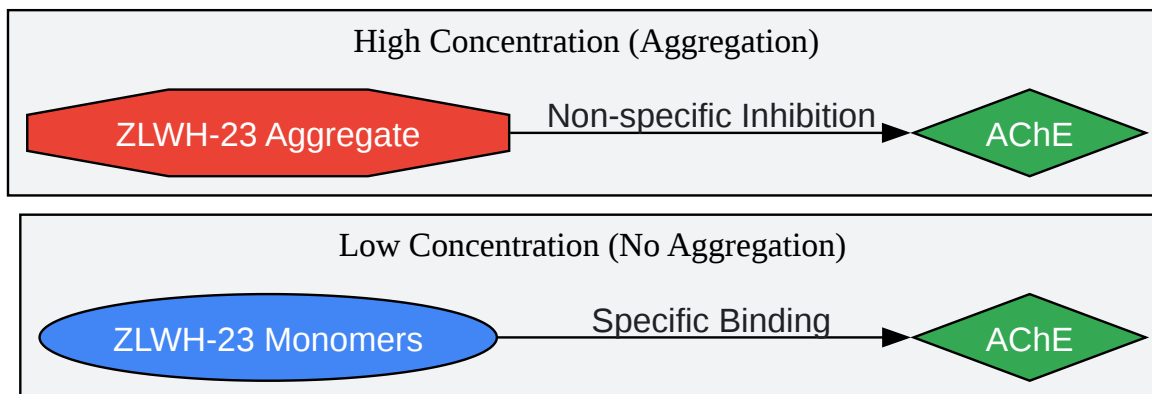 High Concentration (Aggregation)
ZLWH-23 Aggregate
Non-specific Inhibition
AChE
Low Concentration (No Aggregation)
ZLWH-23 Monomers
Specific Binding
AChE